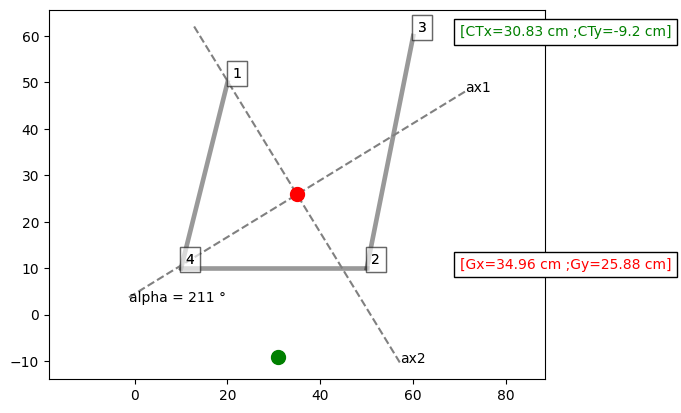 3
[CTx=30.83 cm ;CTy=-9.2 cm]
1
ax1
4
2
[Gx=34.96 cm ;Gy=25.88 cm]
alpha = 211 °
ax2
60
50
40
30
20
10
0
−10
0 20 40 60 80